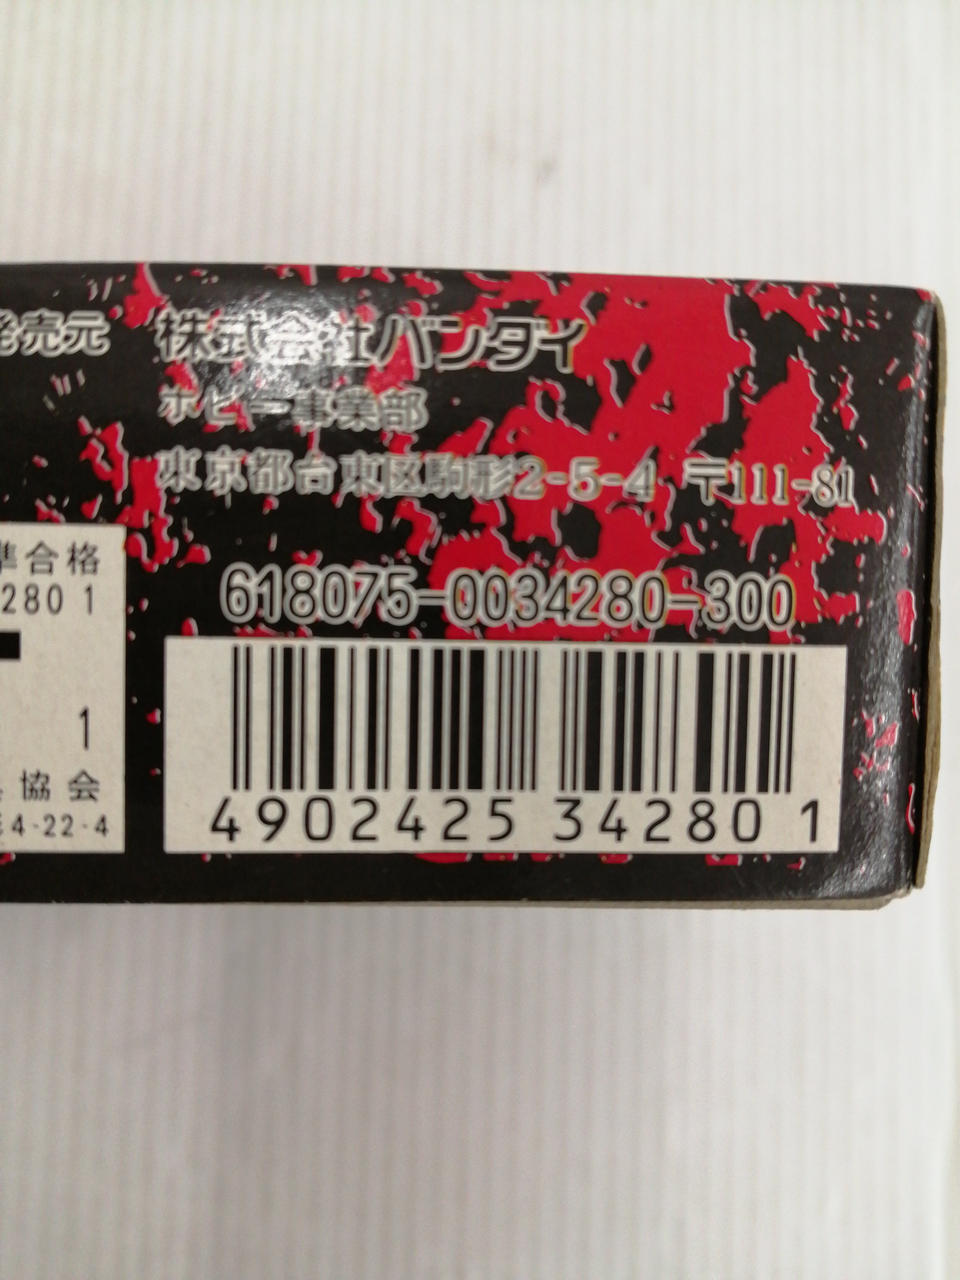 発売元 株式会社バンダイ
ホビー事業部
東京都台東区駒形2-5-4 〒111-81
618075-0034280-300
4902425 34280 1
準合格
2801
1
協会
4-22-4